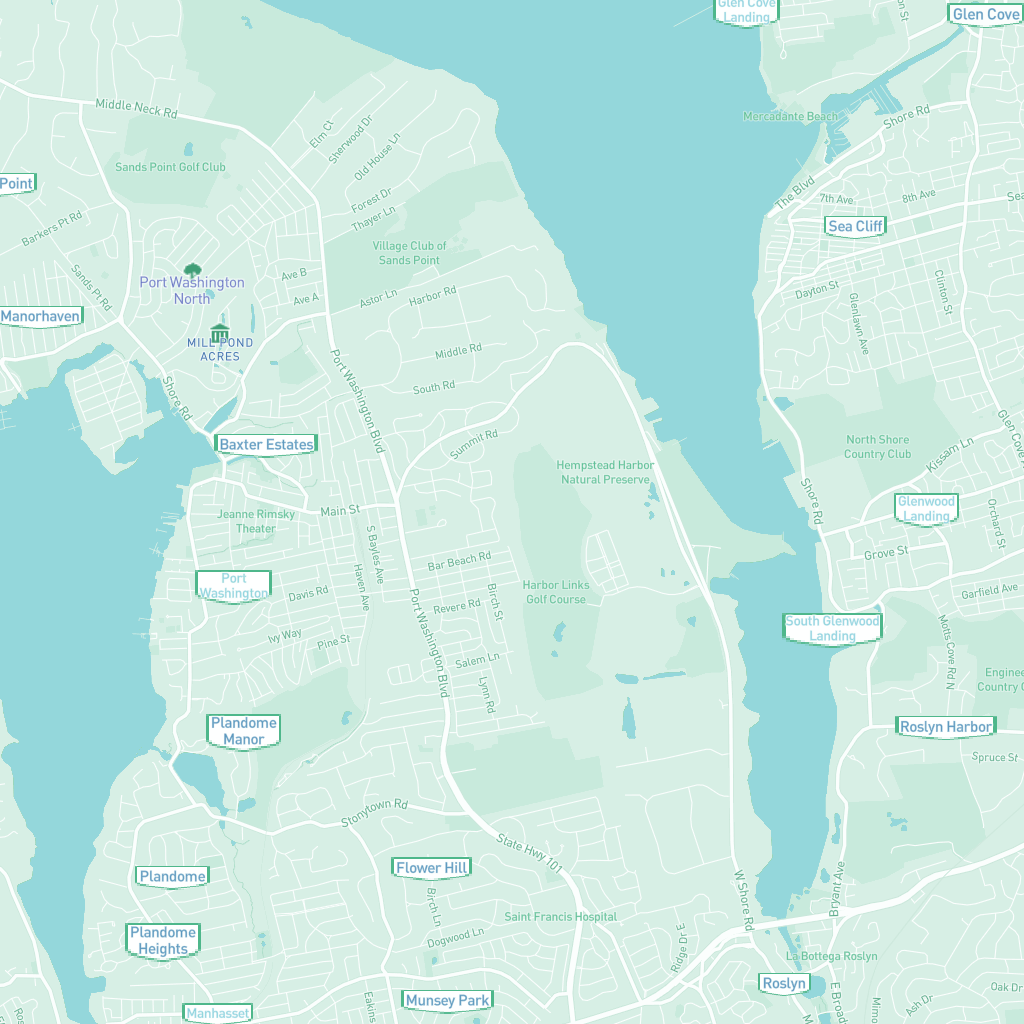 Glen Cove
Landing
Glen Cove
Middle Neck Rd
Elm Ct
Sherwood Dr
Old House Ln
Mercadante Beach
Shore Rd
Sands Point Golf Club
Point
Forest Dr
Thayer Ln
The Blvd
7th Ave
8th Ave
Sea
Barkers Pt Rd
Sea Cliff
Village Club of
Sands Point
Sands Pt Rd
Port Washington
North
Ave B
Ave A
Astor Ln
Harbor Rd
Dayton St
Clinton St
Glenlawn Ave
Manorhaven
MILL POND
ACRES
Middle Rd
South Rd
Port Washington Blvd
Shore Rd
Baxter Estates
Summit Rd
North Shore
Country Club
Kissam Ln
Glen Cove A
Hempstead Harbor
Natural Preserve
Shore Rd
Glenwood
Landing
Orchard St
Main St
Jeanne Rimsky
Theater
S Bayles Ave
Haven Ave
Grove St
Bar Beach Rd
Port
Washington
Davis Rd
Birch St
Harbor Links
Golf Course
Garfield Ave
Revere Rd
Port Washington Blvd
South Glenwood
Landing
Motts Cove Rd N
Ivy Way
Pine St
Salem Ln
Lynn Rd
Enginee
Country C
Plandome
Manor
Roslyn Harbor
Spruce St
Stonytown Rd
State Hwy 101
Plandome
Flower Hill
Birch Ln
W Shore Rd
Bryant Ave
Saint Francis Hospital
Dogwood Ln
Ridge Dr E
Plandome
Heights
La Bottega Roslyn
Roslyn
Munsey Park
Eakins
Manhasset
E Broad
Mimo
Ash Dr
Oak Dr